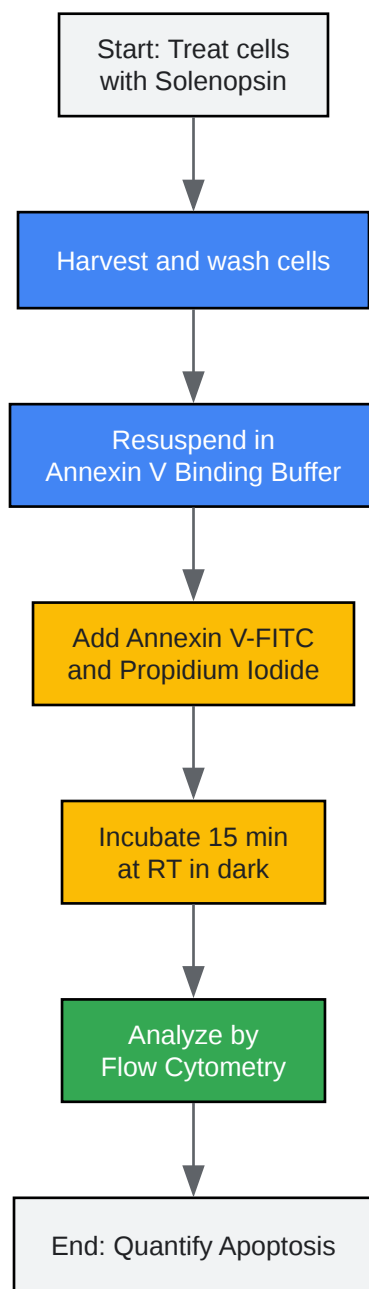 Start: Treat cells
with Solenopsin
Harvest and wash cells
Resuspend in
Annexin V Binding Buffer
Add Annexin V-FITC
and Propidium Iodide
Incubate 15 min
at RT in dark
Analyze by
Flow Cytometry
End: Quantify Apoptosis